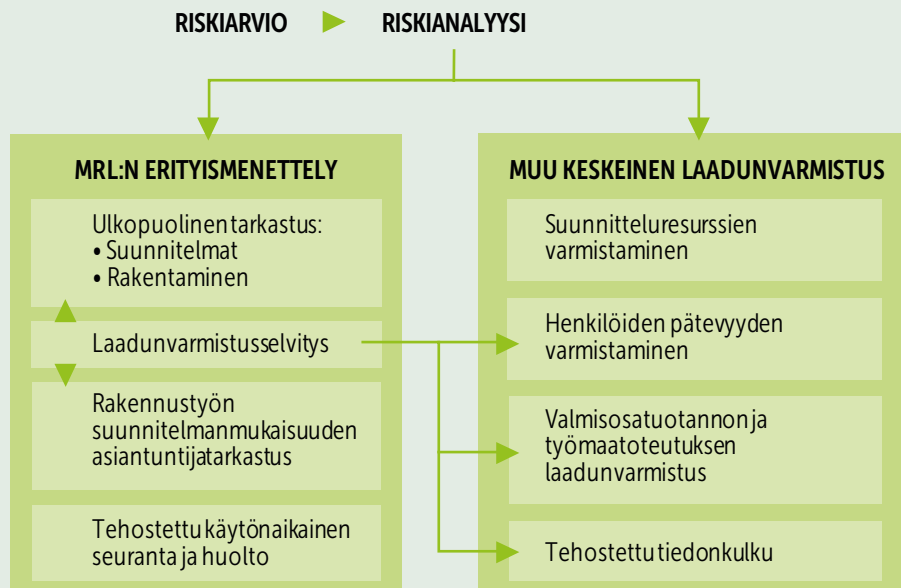 RISKIARVIO RISKIANALYYSI
MRL:N ERITYISMENETTELY
Ulkopuolinen tarkastus:
• Suunnitelmat
• Rakentaminen
Laadunvarmistusselvitys
Rakennustyön
suunnitelmanmukaisuuden
asiantuntijatarkastus
Tehostettu käytönaikainen
seuranta ja huolto
MUU KESKEINEN LAADUNVARMISTUS
Suunnitteluresurssien
varmistaminen
Henkilöiden pätevyyden
varmistaminen
Valmisosatuotannon ja
työmaatoteutuksen
laadunvarmistus
Tehostettu tiedonkulku